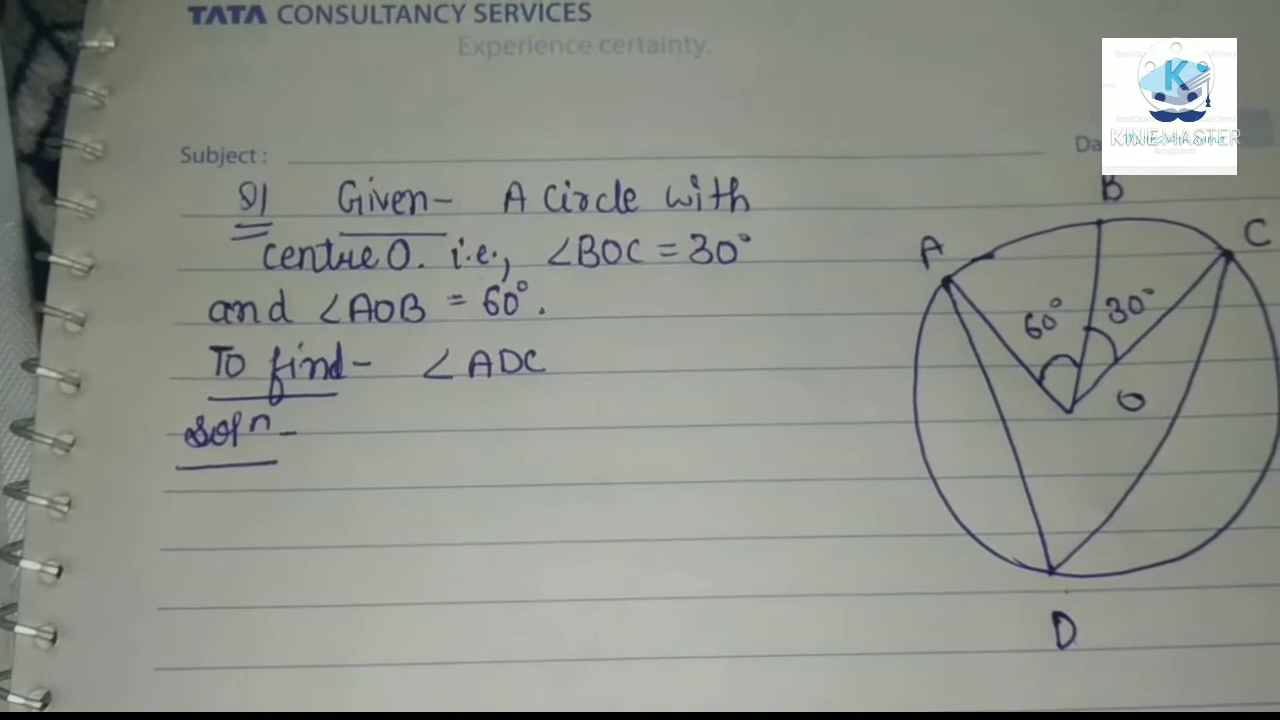 TATA CONSULTANCY SERVICES
Experience certainty.
K
KINEMASTER
Subject :
Da
Q1 Given- A Circle with
centre O. i.e., ∠BOC = 30°
and ∠AOB = 60°.
To find- ∠ADC
Solⁿ-
B
A
C
60°
30°
O
D